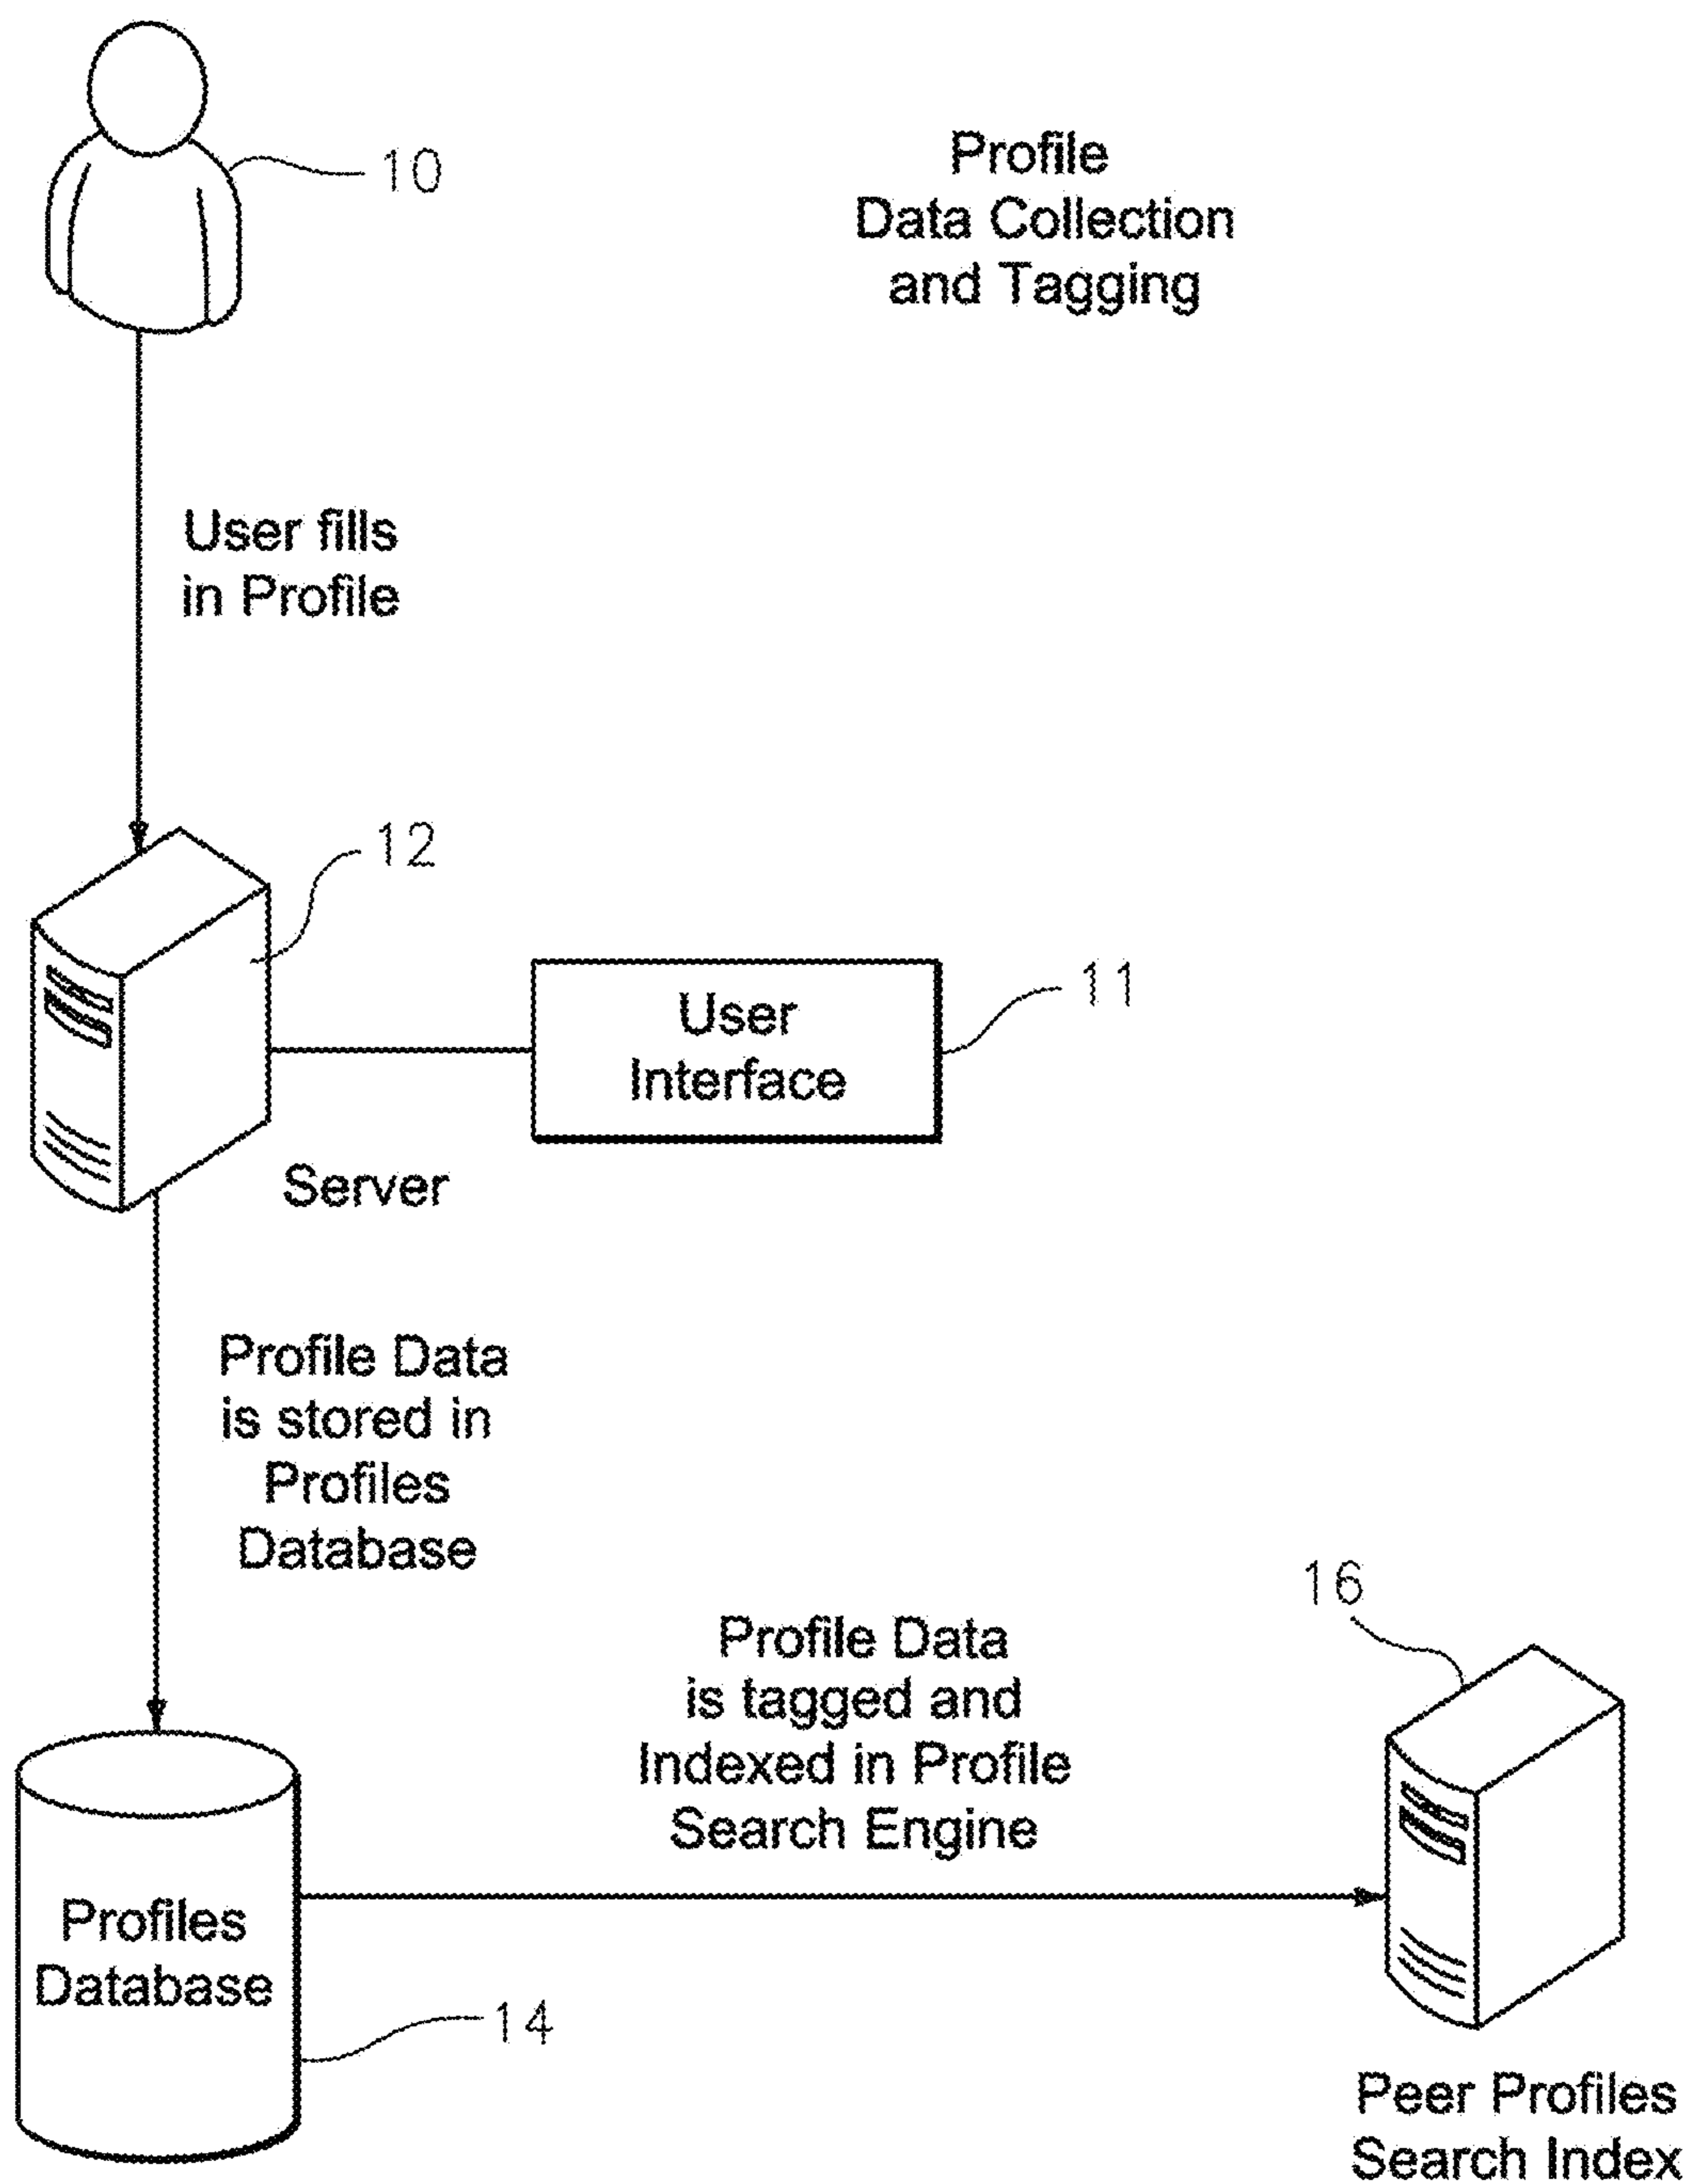 10
Profile
Data Collection
and Tagging
User fills
in Profile
12
User
Interface
11
Server
Profile Data
is stored in
Profiles
Database
Profile Data
is tagged and
Indexed in Profile
Search Engine
16
Profiles
Database
14
Peer Profiles
Search Index